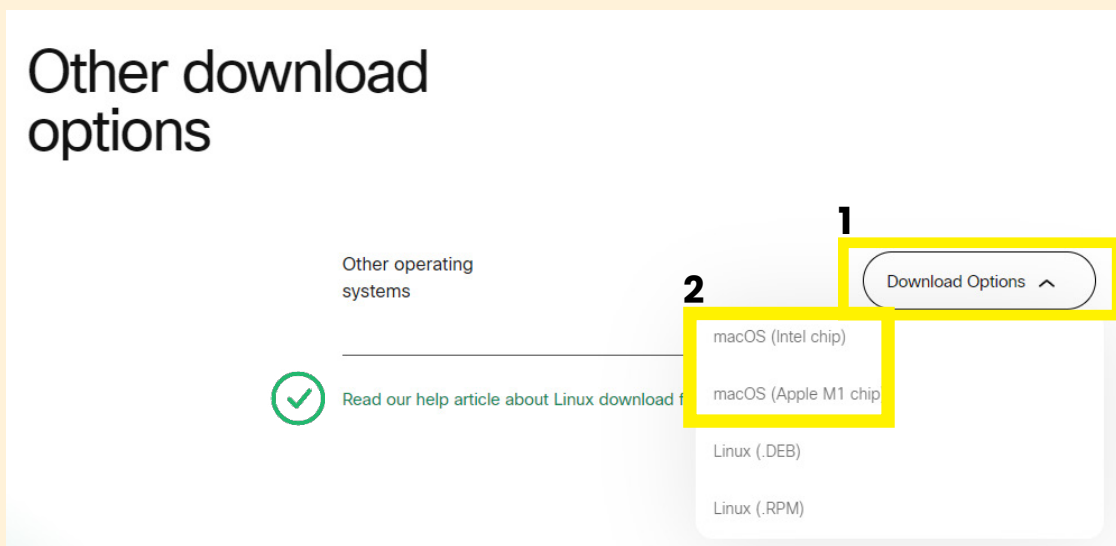 Other download
options
1
Other operating
systems
Download Options
2
macOS (Intel chip)
macOS (Apple M1 chip
Read our help article about Linux download f
Linux (.DEB)
Linux (.RPM)